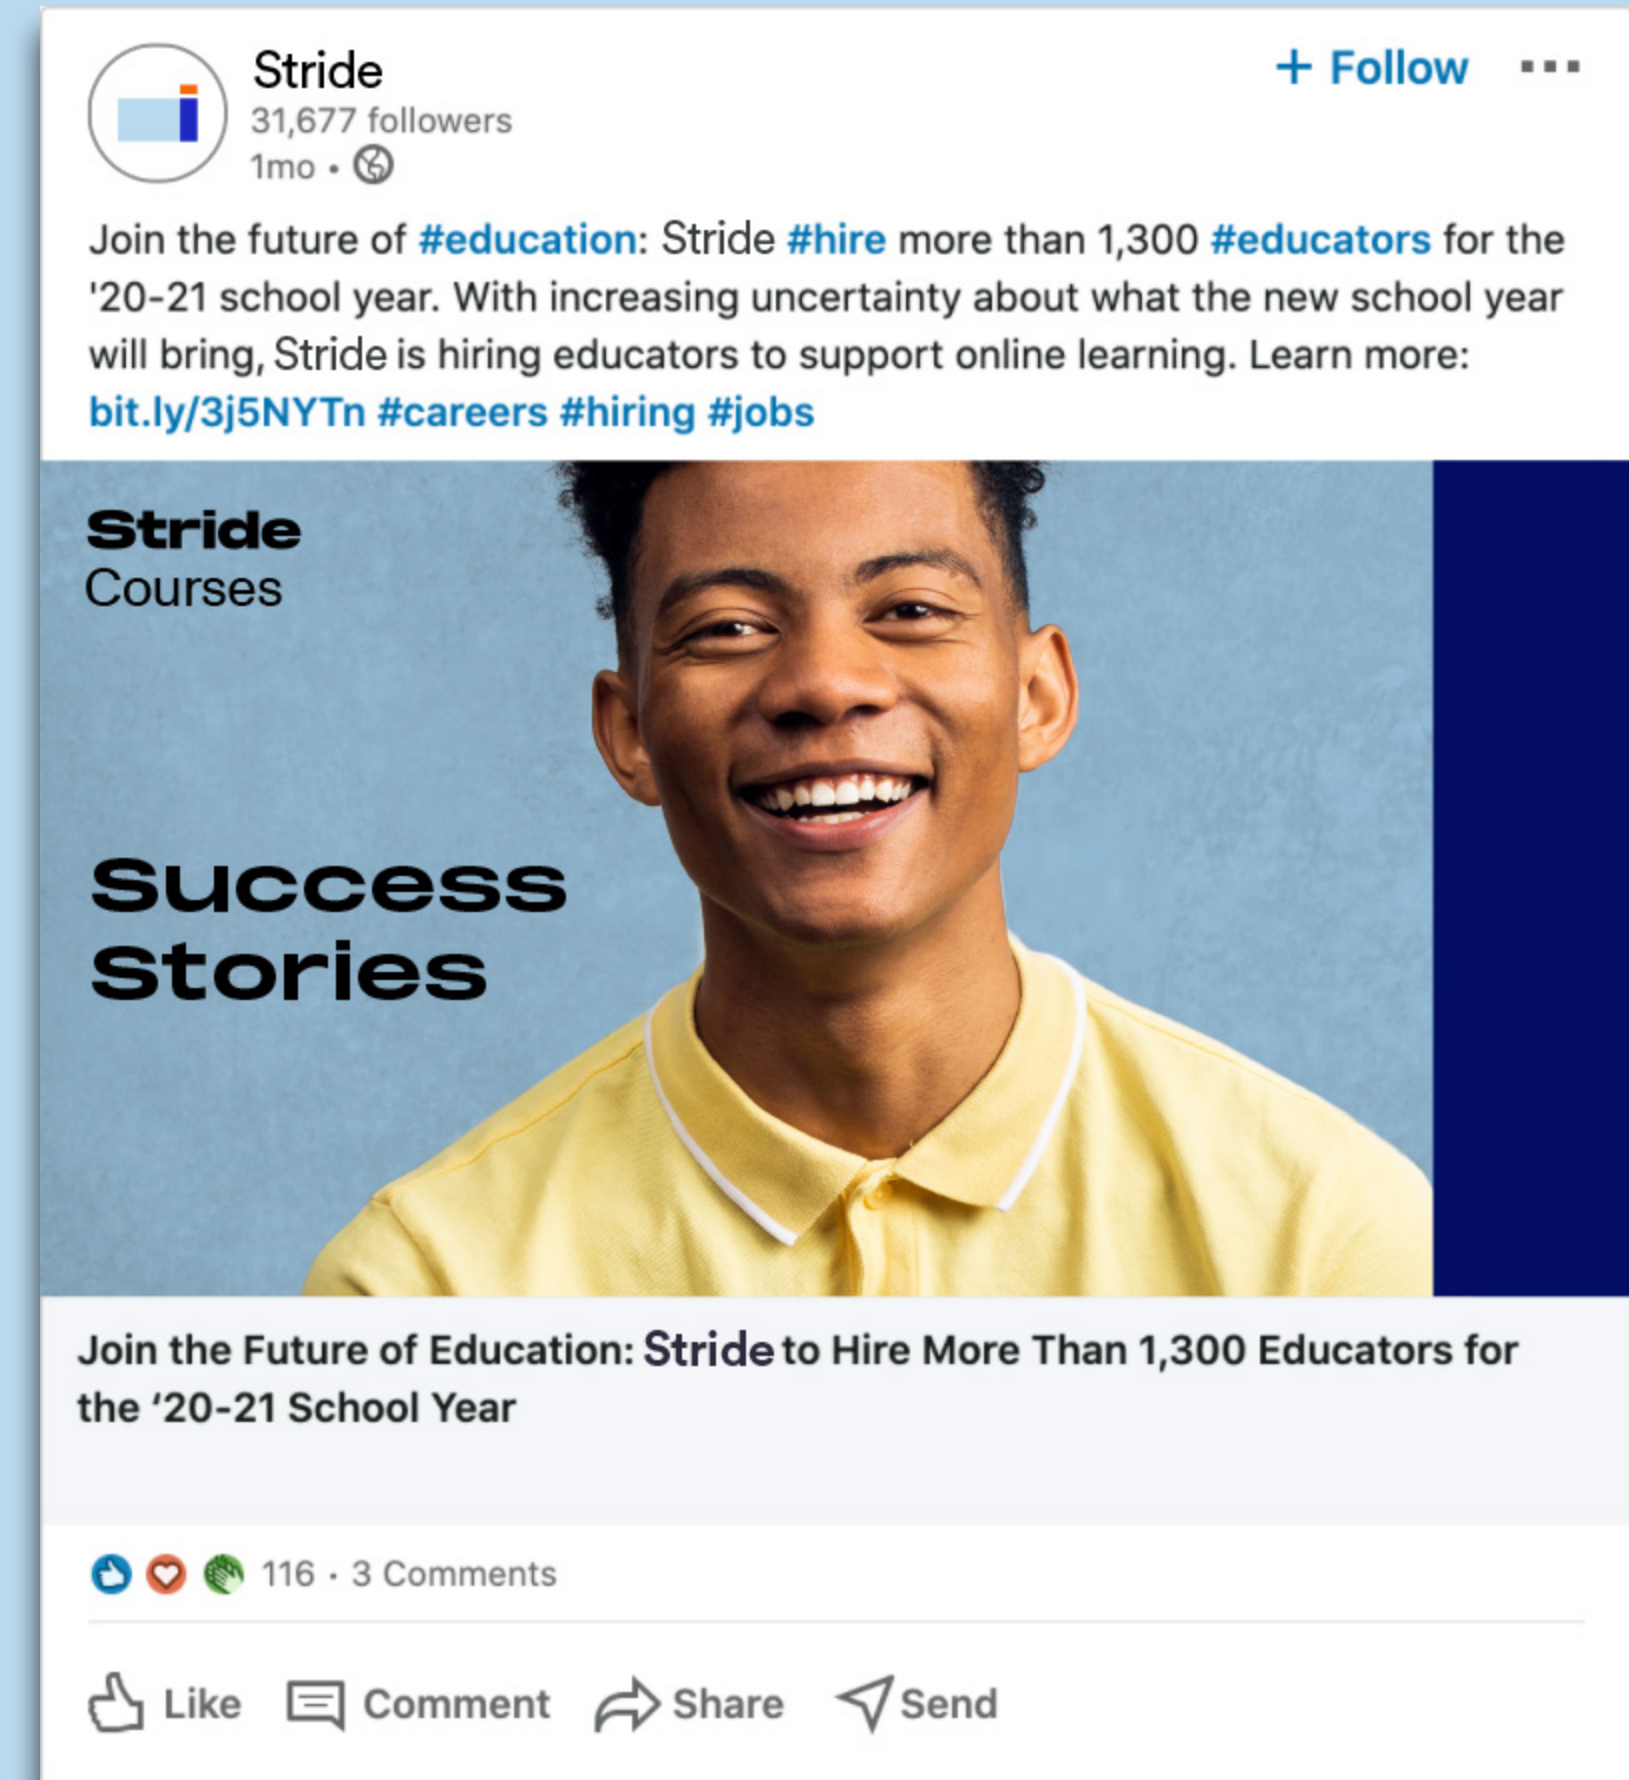 Stride
31,677 followers
1mo •
+ Follow
Join the future of #education: Stride #hire more than 1,300 #educators for the
'20-21 school year. With increasing uncertainty about what the new school year
will bring, Stride is hiring educators to support online learning. Learn more:
bit.ly/3j5NYTn #careers #hiring #jobs
Stride
Courses
Success
Stories
Join the Future of Education: Stride to Hire More Than 1,300 Educators for
the ‘20-21 School Year
116 • 3 Comments
Like Comment Share Send